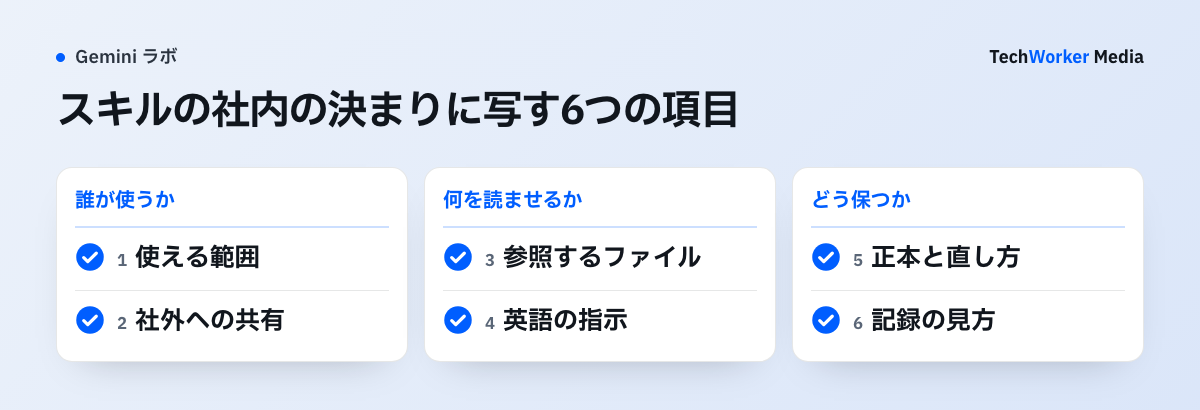 Gemini ラボ
TechWorker Media
スキルの社内の決まりに写す6つの項目
誰が使うか
1 使える範囲
2 社外への共有
何を読ませるか
3 参照するファイル
4 英語の指示
どう保つか
5 正本と直し方
6 記録の見方